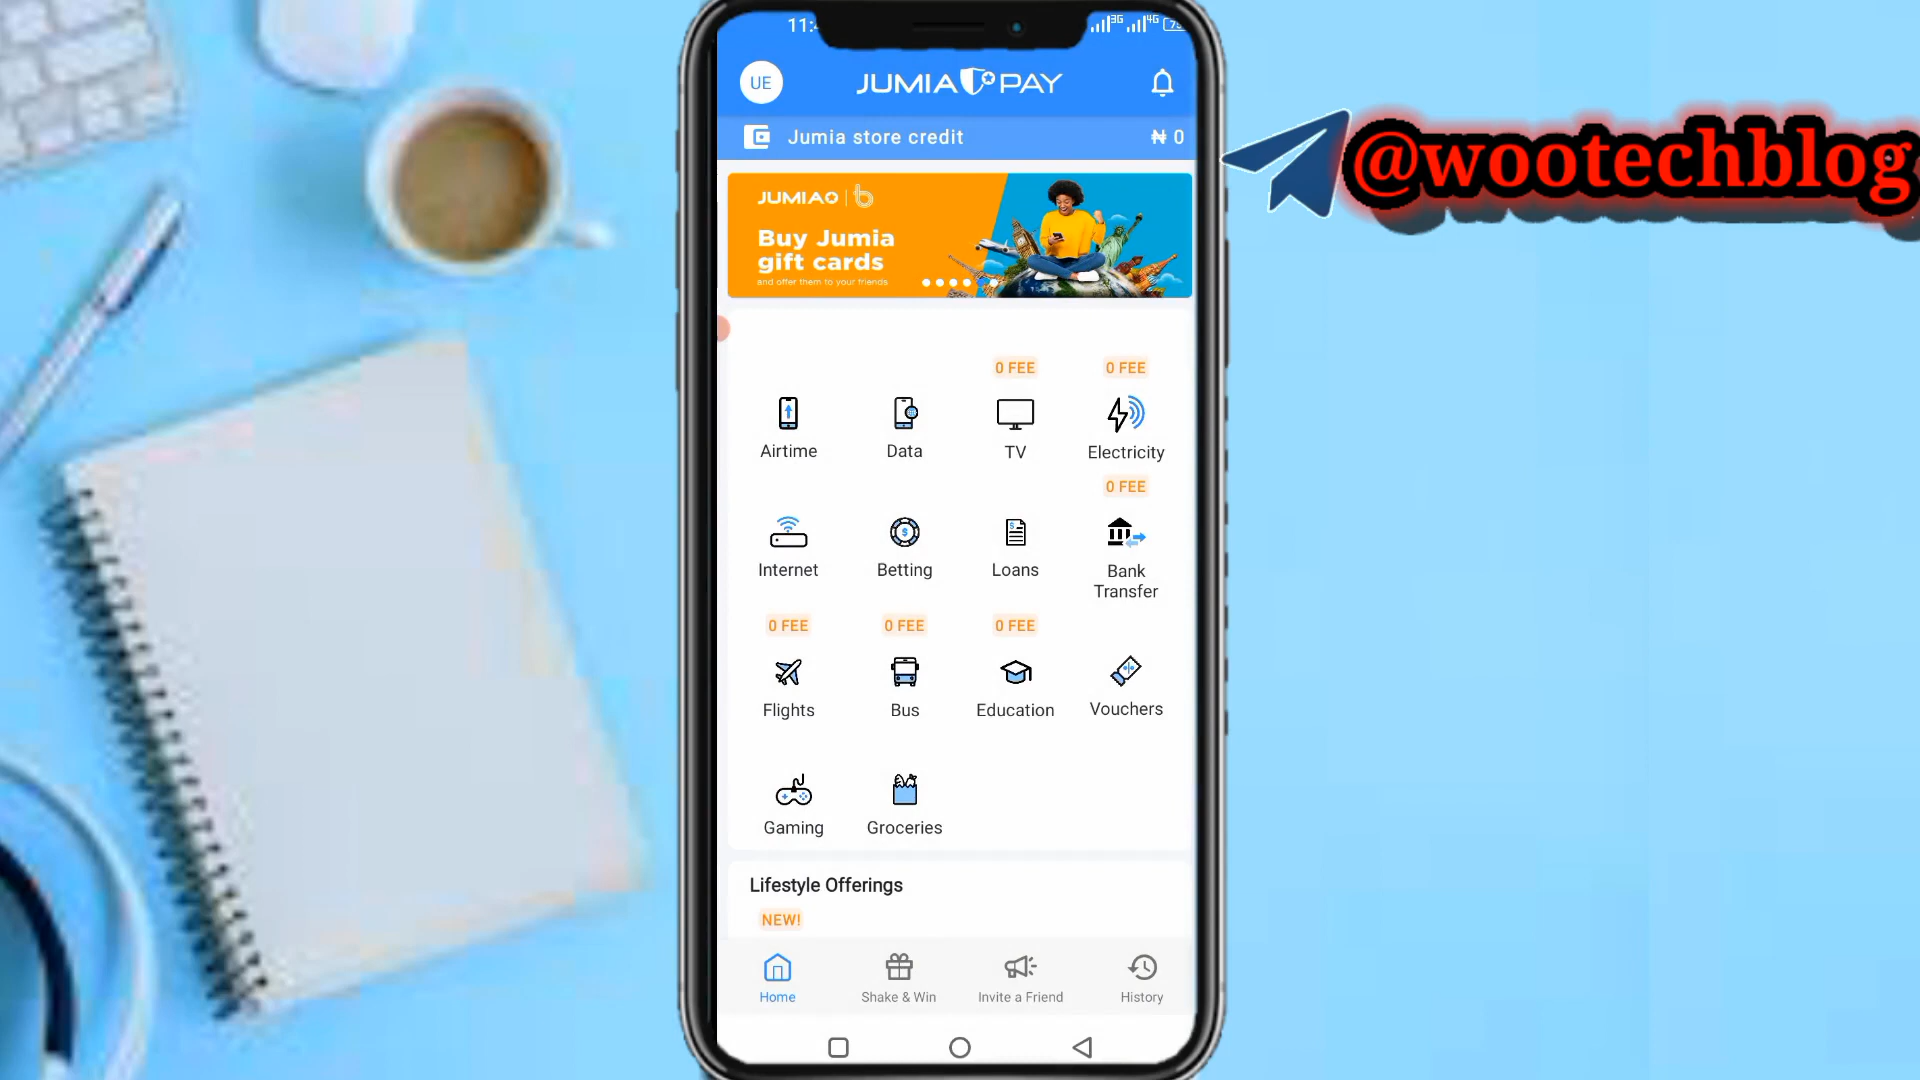 3G 4G
UE
JUMIA PAY
Jumia store credit
₦ 0
@wootechblog
JUMIA
Buy Jumia
gift cards
and offer them to your friends
0 FEE
0 FEE
Airtime
Data
TV
Electricity
0 FEE
Internet
Betting
Loans
Bank
Transfer
0 FEE
0 FEE
0 FEE
Flights
Bus
Education
Vouchers
Gaming
Groceries
Lifestyle Offerings
NEW!
Home
Shake & Win
Invite a Friend
History